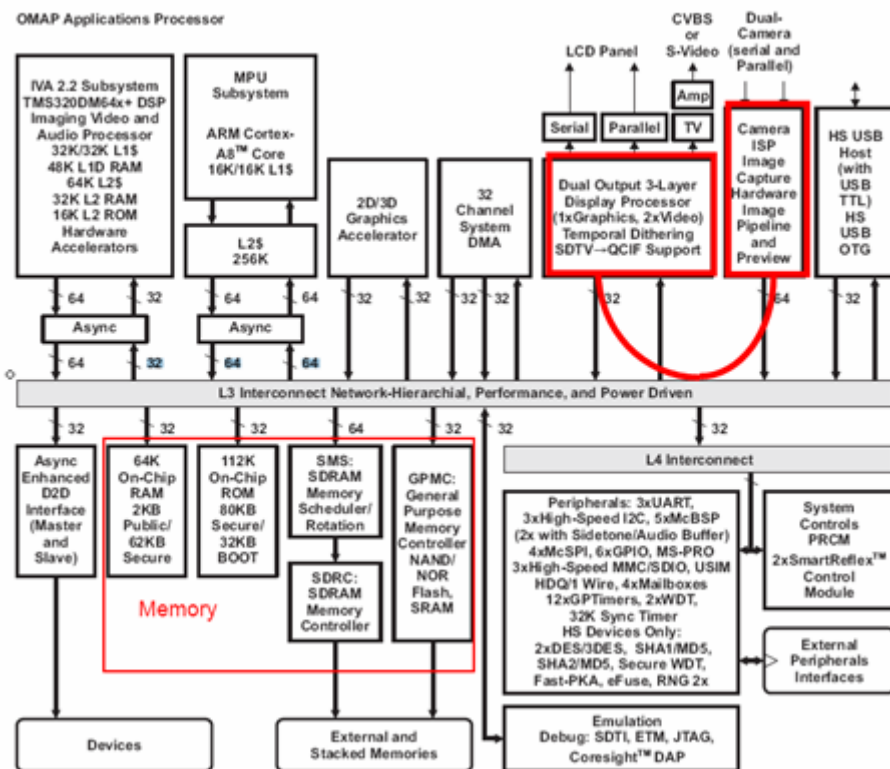 OMAP Applications Processor
LCD Panel
CVBS
or
S-Video
Dual-
Camera
(serial and
Parallel)
IVA 2.2 Subsystem
TMS320DM64x+ DSP
Imaging Video and
Audio Processor
32K/32K L1$
48K L1D RAM
64K L2$
32K L2 RAM
16K L2 ROM
Hardware
Accelerators
MPU
Subsystem
ARM Cortex-
A8™ Core
16K/16K L1$
L2$
256K
2D/3D
Graphics
Accelerator
32
Channel
System
DMA
Serial
Parallel
Amp
TV
Dual Output 3-Layer
Display Processor
(1xGraphics, 2xVideo)
Temporal Dithering
SDTV→QCIF Support
Camera
ISP
Image
Capture
Hardware
Image
Pipeline
and
Preview
HS USB
Host
(with
USB
TTL)
HS
USB
OTG
64
32
64
64
32
32
32
32
32
64
32
Async
Async
64
32
64
64
L3 Interconnect Network-Hierarchial, Performance, and Power Driven
32
32
32
64
32
32
32
Async
Enhanced
D2D
Interface
(Master
and
Slave)
64K
On-Chip
RAM
2KB
Public/
62KB
Secure
112K
On-Chip
ROM
80KB
Secure/
32KB
BOOT
SMS:
SDRAM
Memory
Scheduler/
Rotation
SDRC:
SDRAM
Memory
Controller
GPMC:
General
Purpose
Memory
Controller
NAND/
NOR
Flash,
SRAM
Memory
L4 Interconnect
Peripherals: 3xUART,
3xHigh-Speed I2C, 5xMcBSP
(2x with Sidetone/Audio Buffer)
4xMcSPI, 6xGPIO, MS-PRO
3xHigh-Speed MMC/SDIO, USIM
HDQ/1 Wire, 4xMailboxes
12xGPTimers, 2xWDT,
32K Sync Timer
HS Devices Only:
2xDES/3DES, SHA1/MD5,
SHA2/MD5, Secure WDT,
Fast-PKA, eFuse, RNG 2x
System
Controls
PRCM
2xSmartReflex™
Control
Module
External
Peripherals
Interfaces
Devices
External and
Stacked Memories
Emulation
Debug: SDTI, ETM, JTAG,
Coresight™ DAP